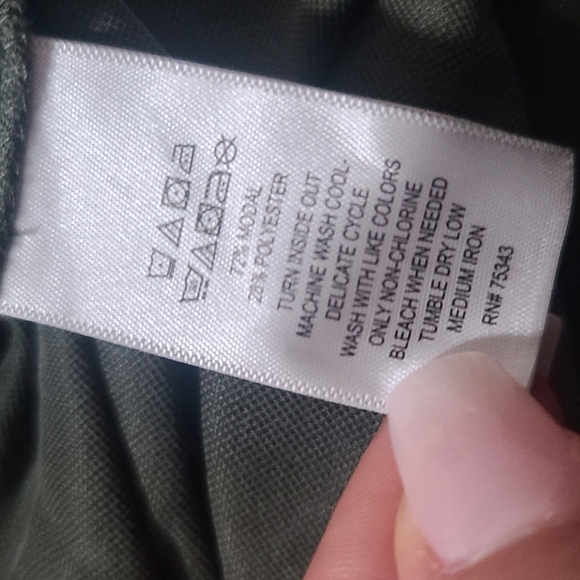 72% MODAL
28% POLYESTER
TURN INSIDE OUT
MACHINE WASH COOL-
DELICATE CYCLE
WASH WITH LIKE COLORS
ONLY NON-CHLORINE
BLEACH WHEN NEEDED
TUMBLE DRY LOW
MEDIUM IRON
RN# 75343